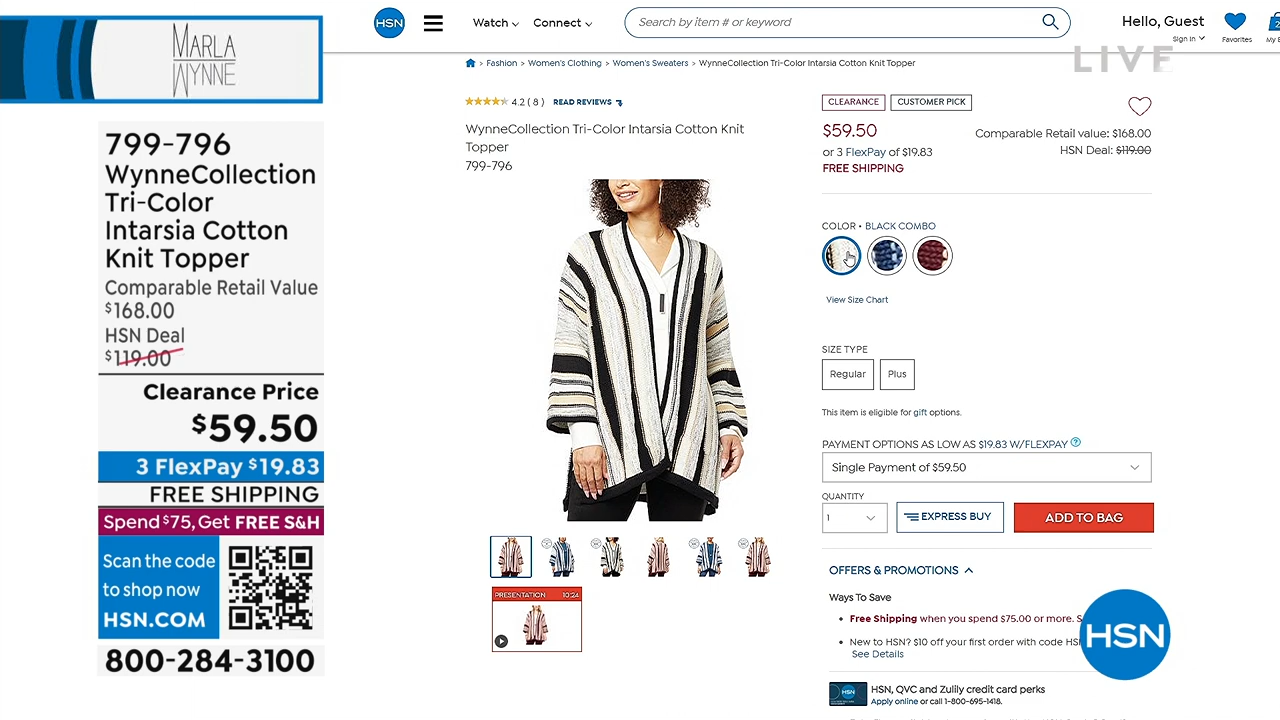 MARLA
WYNNE
799-796
WynneCollection
Tri-Color
Intarsia Cotton
Knit Topper
Comparable Retail Value
$168.00
HSN Deal
$119.00
Clearance Price
$59.50
3 FlexPay $19.83
FREE SHIPPING
Spend $75, Get FREE S&H
Scan the code
to shop now
HSN.COM
800-284-3100
HSN
Watch
Connect
Search by item # or keyword
Hello, Guest
Sign In
Favorites
My
LIVE
> Fashion > Women's Clothing > Women's Sweaters > WynneCollection Tri-Color Intarsia Cotton Knit Topper
4.2 ( 8 ) READ REVIEWS
WynneCollection Tri-Color Intarsia Cotton Knit
Topper
799-796
PRESENTATION 10:24
CLEARANCE
CUSTOMER PICK
$59.50
Comparable Retail value: $168.00
or 3 FlexPay of $19.83
HSN Deal: $119.00
FREE SHIPPING
COLOR • BLACK COMBO
View Size Chart
SIZE TYPE
Regular
Plus
This item is eligible for gift options.
PAYMENT OPTIONS AS LOW AS $19.83 W/FLEXPAY ?
Single Payment of $59.50
QUANTITY
1
EXPRESS BUY
ADD TO BAG
OFFERS & PROMOTIONS
Ways To Save
• Free Shipping when you spend $75.00 or more. S
• New to HSN? $10 off your first order with code HS
See Details
HSN
HSN
HSN, QVC and Zulily credit card perks
Apply online or call 1-800-695-1418.